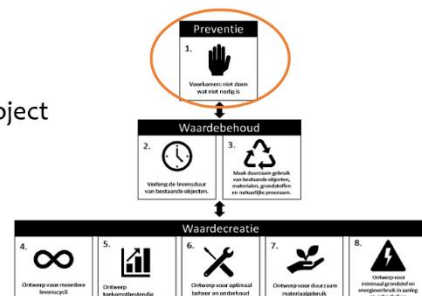 Preventie
1.
Voorkomen: niet doen
wat niet nodig is
bject
Waardebehoud
2.
Verleng de levensduur
van bestaande objecten.
3.
Maak duurzaam gebruik
van bestaande objecten,
materialen, grondstoffen
en natuurlijke processen.
Waardecreatie
4.
Ontwerp voor meerdere
levenscycli
5.
Ontwerp
toekomstbestendig
6.
Ontwerp voor optimaal
beheer en onderhoud
7.
Ontwerp voor duurzaam
materiaalgebruik
8.
Ontwerp voor
minimaal grondstof en
energieverbruik in aanleg